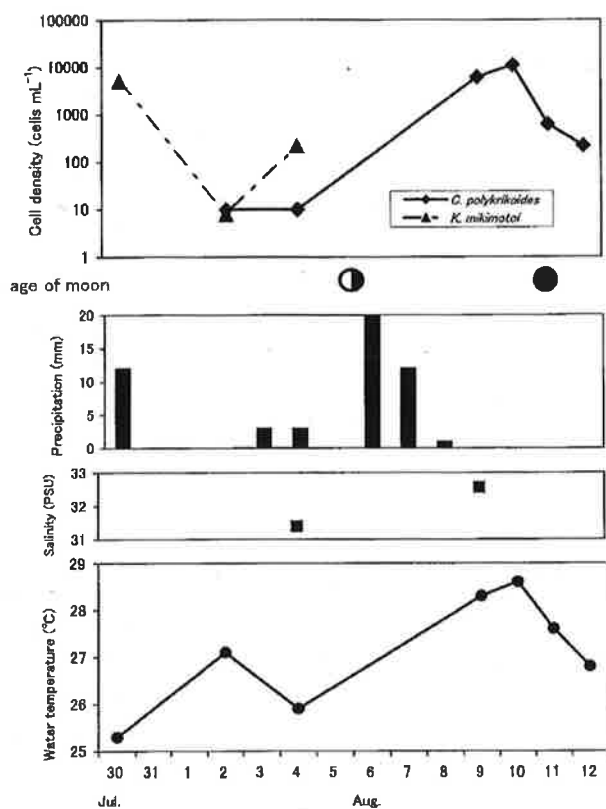 100000
10000
1000
100
10
1
Cell density (cells mL⁻¹)
C. polykrikoides
K. mikimotoi
age of moon
20
15
10
5
0
Precipitation (mm)
33
32
31
Salinity (PSU)
29
28
27
26
25
Water temperature (°C)
30 31 1 2 3 4 5 6 7 8 9 10 11 12
Jul. Aug.